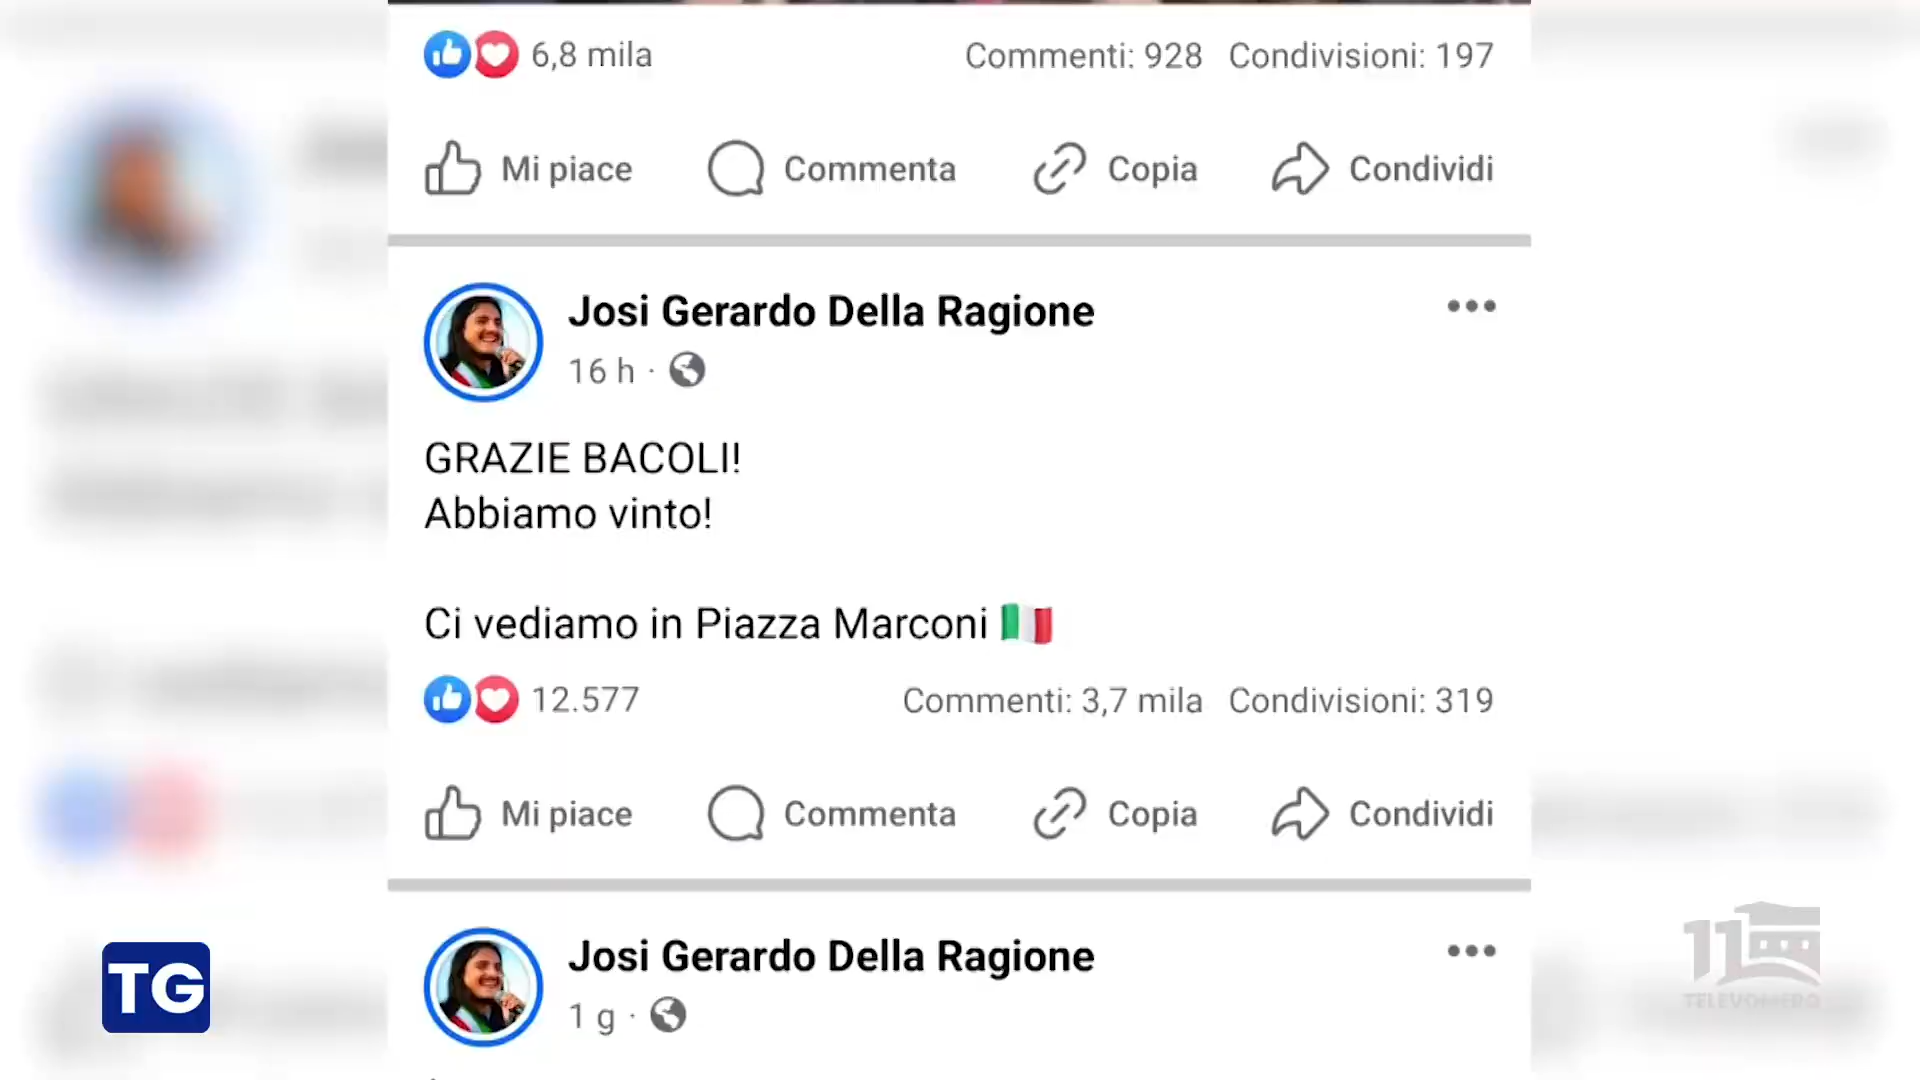 6,8 mila Commenti: 928 Condivisioni: 197
Mi piace Commenta Copia Condividi
Josi Gerardo Della Ragione
16 h ·
GRAZIE BACOLI!
Abbiamo vinto!
Ci vediamo in Piazza Marconi 🇮🇹
12.577 Commenti: 3,7 mila Condivisioni: 319
Mi piace Commenta Copia Condividi
Josi Gerardo Della Ragione
1 g ·
TG
11
TELEVOMERO